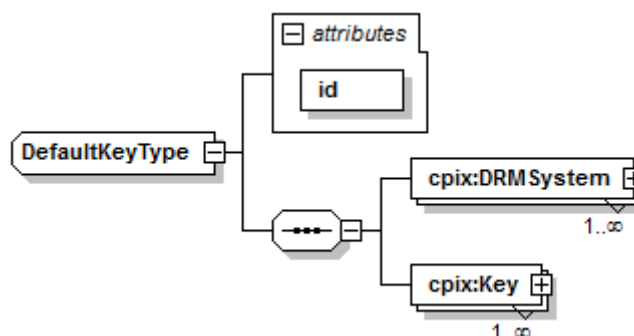 attributes
id
DefaultKeyType
cpix:DRMSystem
1..∞
cpix:Key
1..∞